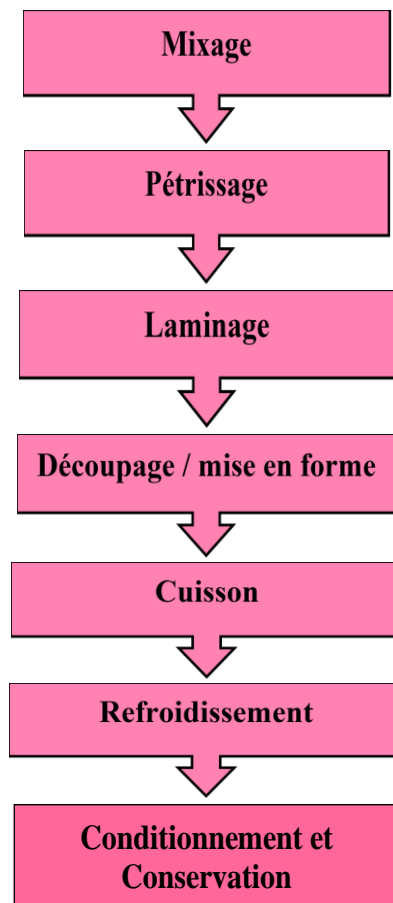 Mixage
Pétrissage
Laminage
Découpage / mise en forme
Cuisson
Refroidissement
Conditionnement et
Conservation